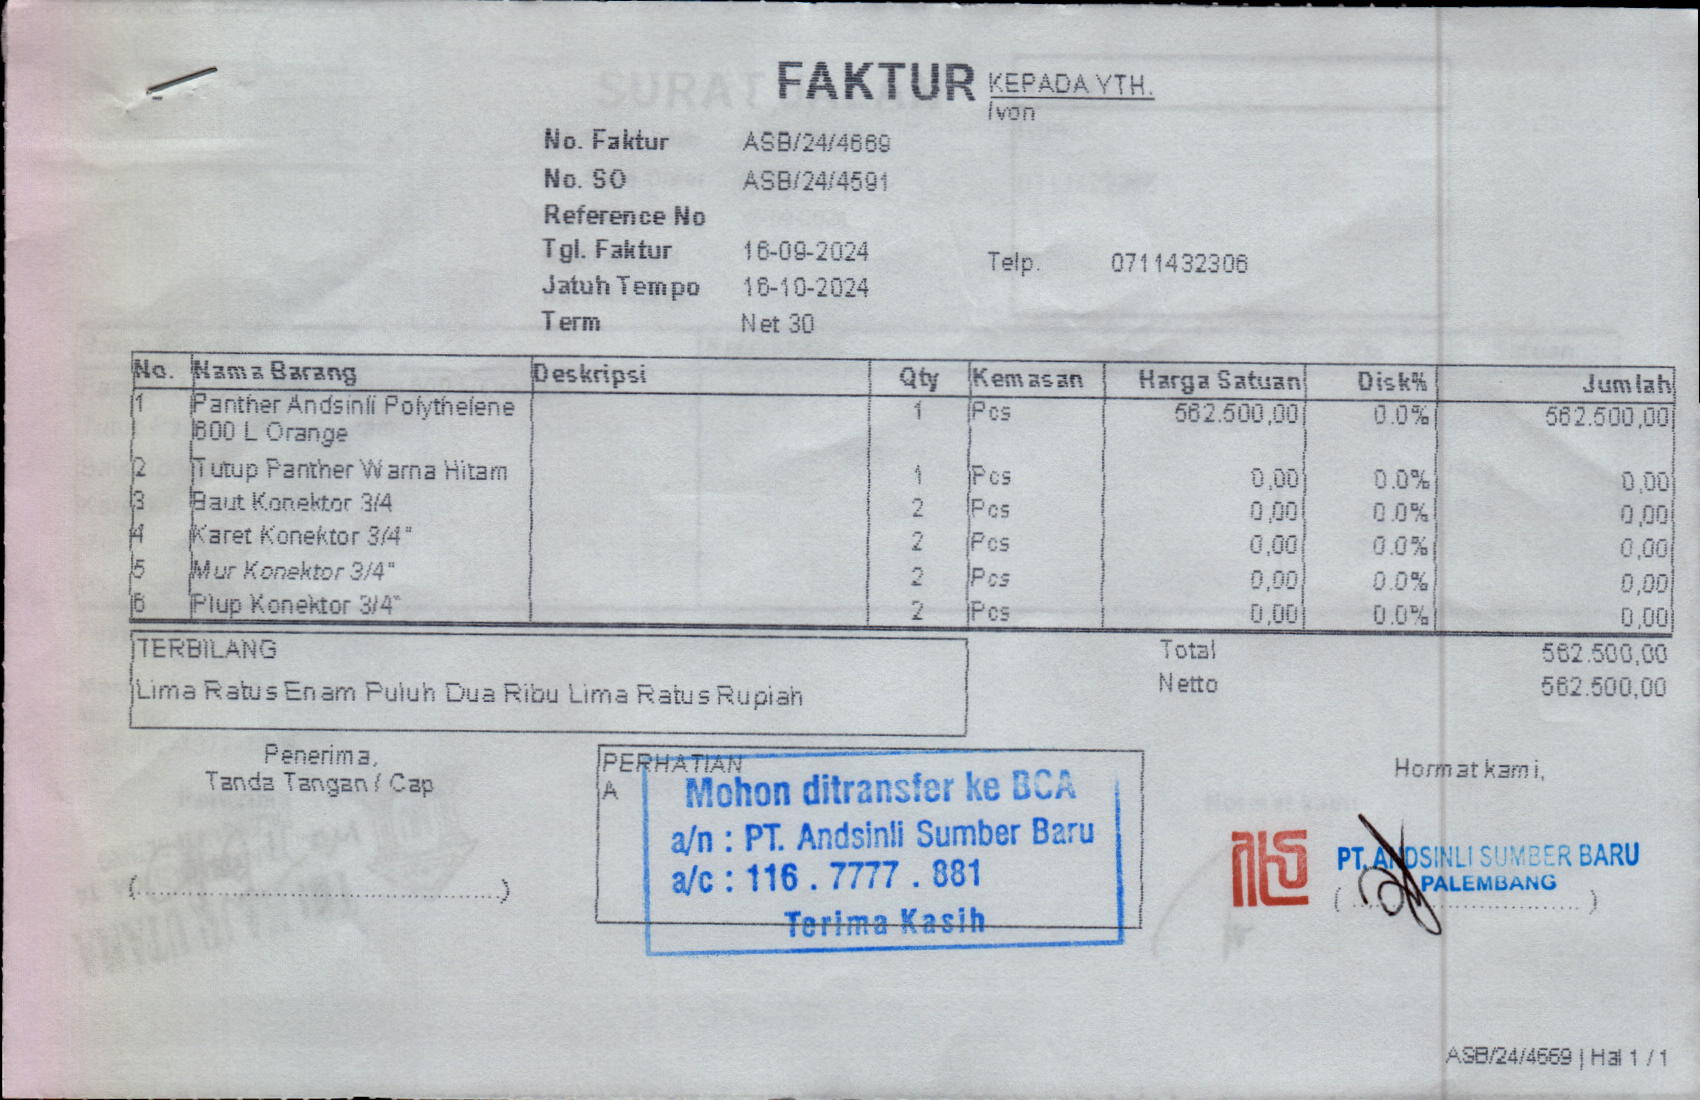 FAKTUR
KEPADA YTH.
Ivon
No. Faktur ASB/24/4669
No. SO ASB/24/4591
Reference No
Tgl. Faktur 16-09-2024
Jatuh Tempo 16-10-2024
Term Net 30
Telp. 0711432306
No. Nama Barang Deskripsi Qty Kemasan Harga Satuan Disk% Jumlah
1 Panther Andsinli Polythelene 1 Pcs 562.500,00 0.0% 562.500,00
600 L Orange
2 Tutup Panther Warna Hitam 1 Pcs 0,00 0.0% 0,00
3 Baut Konektor 3/4 2 Pcs 0,00 0.0% 0,00
4 Karet Konektor 3/4" 2 Pcs 0,00 0.0% 0,00
5 Mur Konektor 3/4" 2 Pcs 0,00 0.0% 0,00
6 Plup Konektor 3/4" 2 Pcs 0,00 0.0% 0,00
TERBILANG
Lima Ratus Enam Puluh Dua Ribu Lima Ratus Rupiah
Total 562.500,00
Netto 562.500,00
Penerima,
Tanda Tangan / Cap
(........................................)
PERHATIAN
A
Mohon ditransfer ke BCA
a/n : PT. Andsinli Sumber Baru
a/c : 116 . 7777 . 881
Terima Kasih
Hormat kami,
PT. ANDSINLI SUMBER BARU
PALEMBANG
(........................................)
ASB/24/4669 | Hal 1 / 1